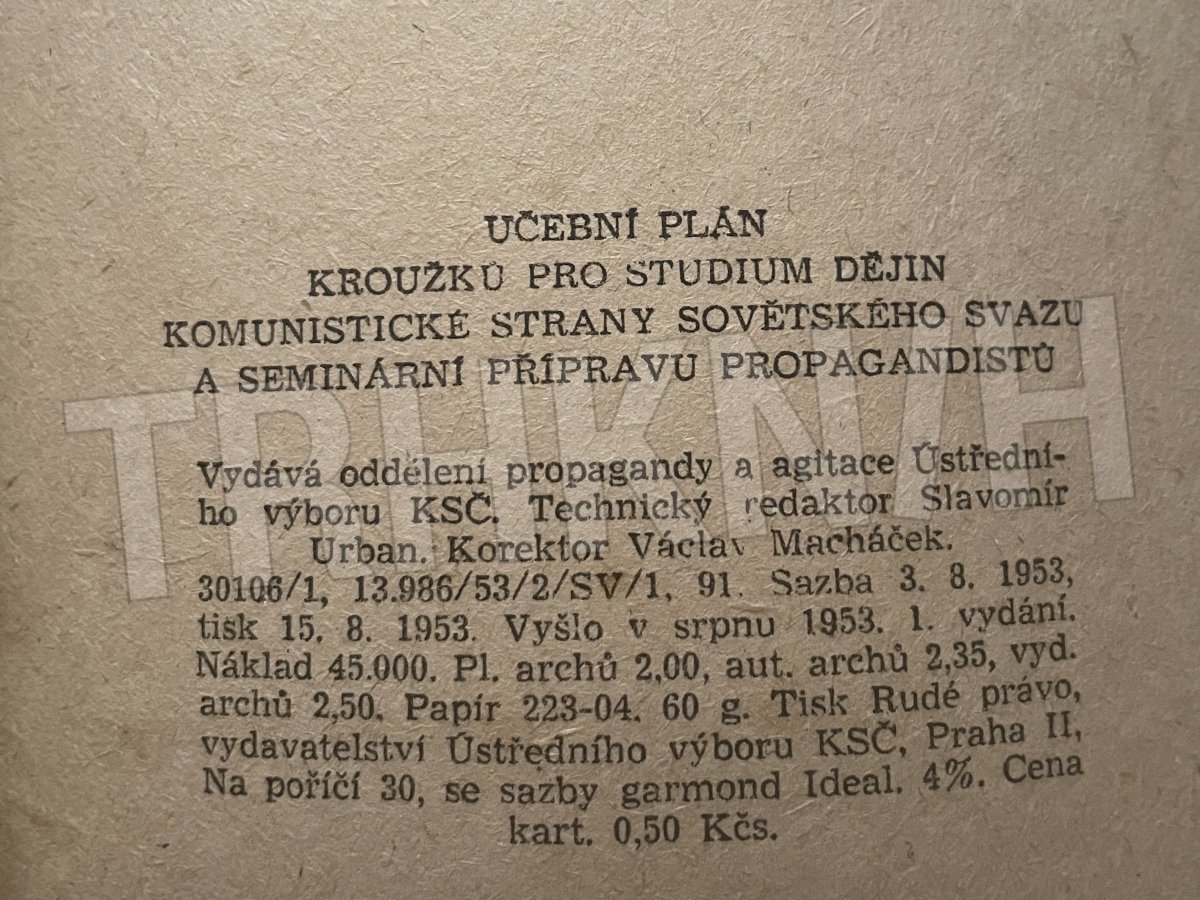 UČEBNÍ PLÁN
KROUŽKŮ PRO STUDIUM DĚJIN
KOMUNISTICKÉ STRANY SOVĚTSKÉHO SVAZU
A SEMINÁRNÍ PŘÍPRAVU PROPAGANDISTŮ
Vydává oddělení propagandy a agitace Ústřední-
ho výboru KSČ. Technický redaktor Slavomír
Urban. Korektor Václav Macháček.
30106/1, 13.986/53/2/SV/1, 91. Sazba 3. 8. 1953,
tisk 15. 8. 1953. Vyšlo v srpnu 1953. 1. vydání.
Náklad 45.000. Pl. archů 2,00, aut. archů 2,35, vyd.
archů 2,50. Papír 223-04. 60 g. Tisk Rudé právo,
vydavatelství Ústředního výboru KSČ, Praha II,
Na poříčí 30, se sazby garmond Ideal. 4%. Cena
kart. 0,50 Kčs.
TRHKNIH